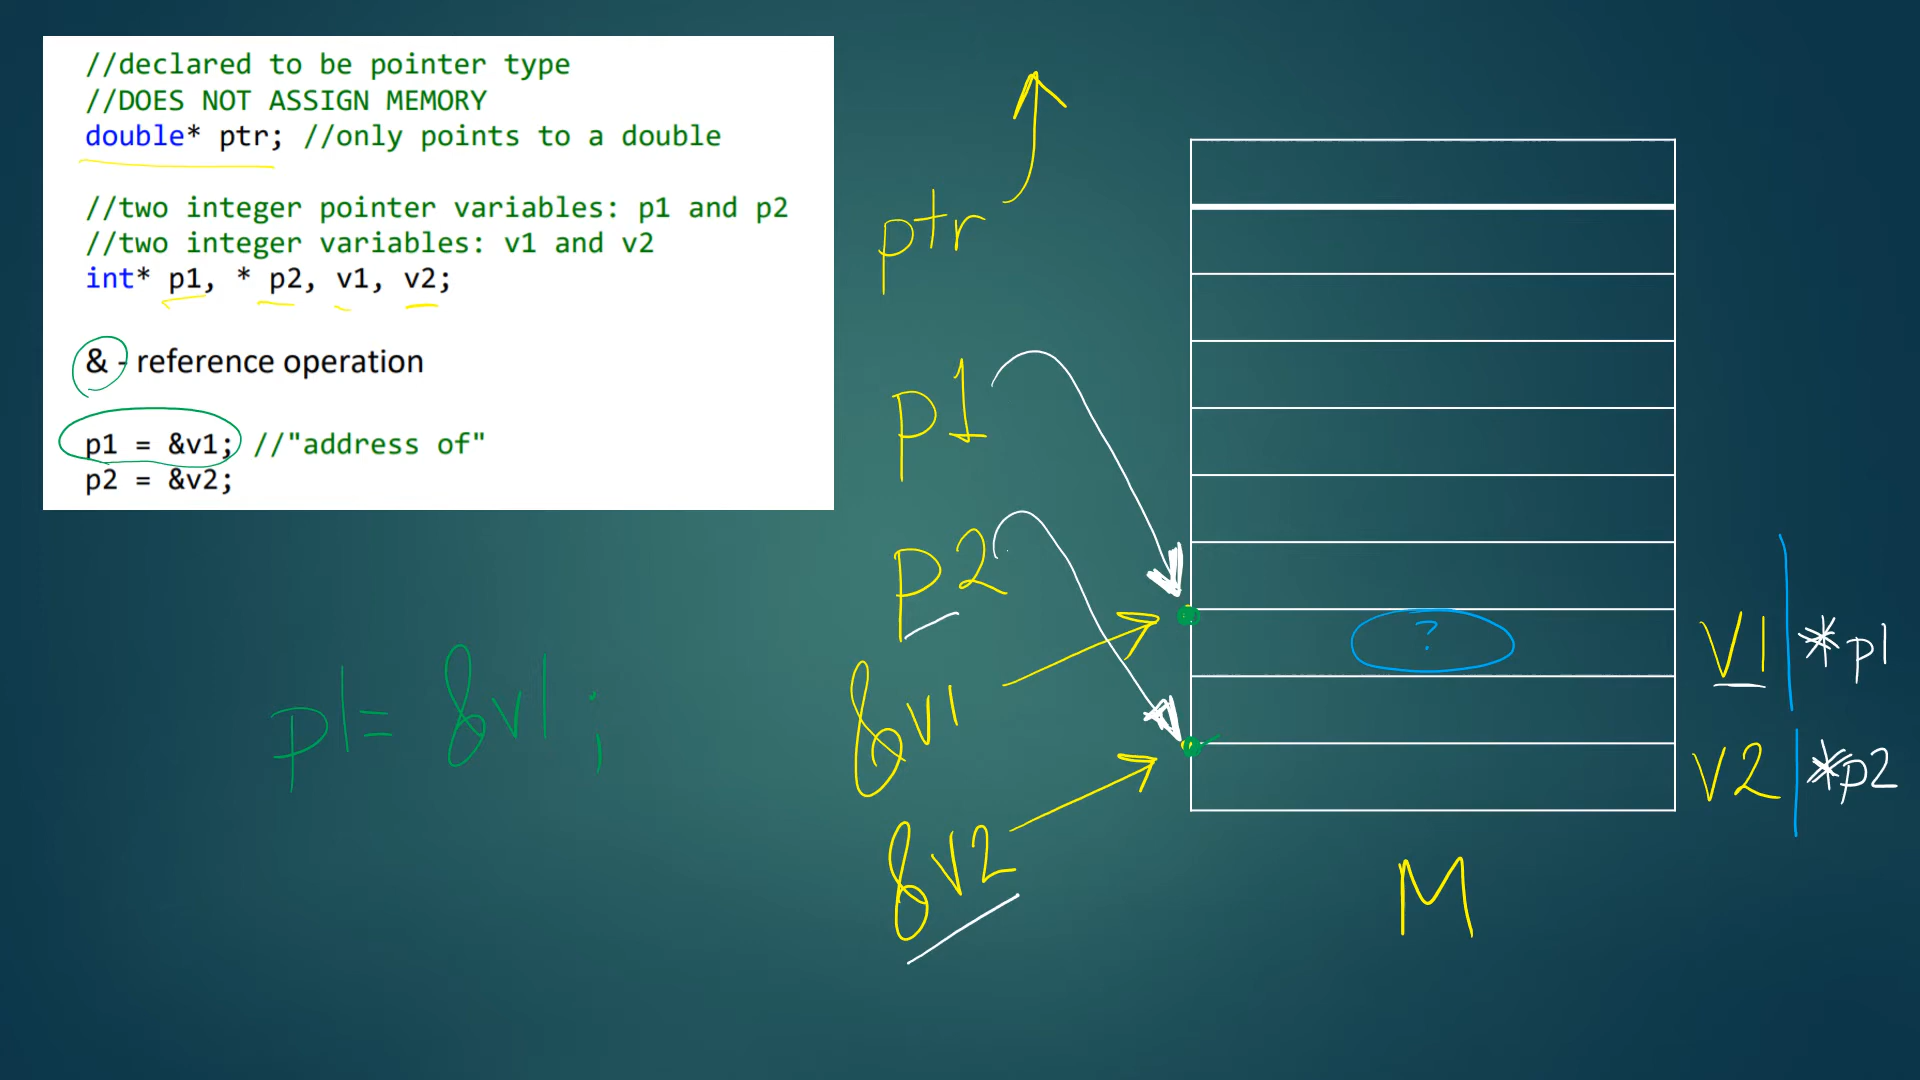 //declared to be pointer type
//DOES NOT ASSIGN MEMORY
double* ptr; //only points to a double
//two integer pointer variables: p1 and p2
//two integer variables: v1 and v2
int* p1, * p2, v1, v2;
& - reference operation
p1 = &v1; //"address of"
p2 = &v2;
ptr
p1
p2
&v1
&v2
p1= &v1;
?
v1 | *p1
v2 | *p2
M